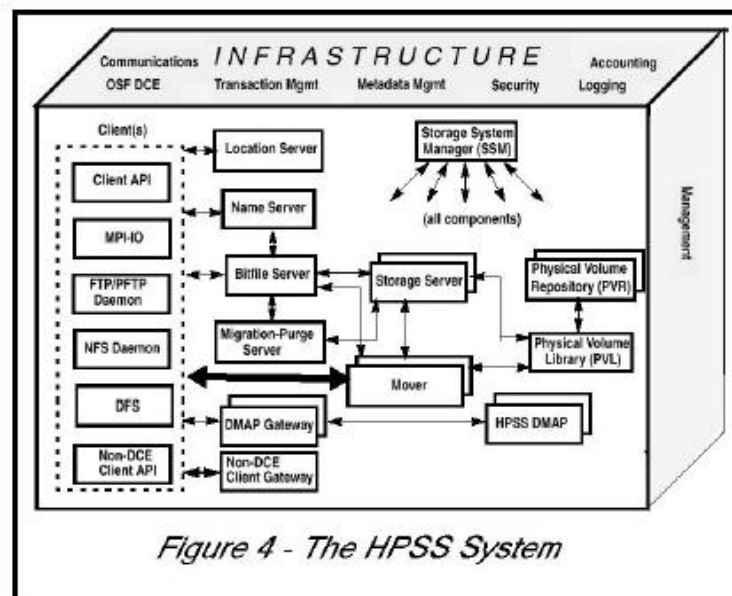 INFRASTRUCTURE
Communications
Accounting
OSF DCE
Transaction Mgmt
Metadata Mgmt
Security
Logging
Client(s)
Client API
MPI-IO
FTP/PFTP
Daemon
NFS Daemon
DFS
Non-DCE
Client API
Location Server
Name Server
Bitfile Server
Migration-Purge
Server
DMAP Gateway
Non-DCE
Client Gateway
Storage System
Manager (SSM)
(all components)
Storage Server
Mover
Physical Volume
Repository (PVR)
Physical Volume
Library (PVL)
HPSS DMAP
Management
Figure 4 - The HPSS System